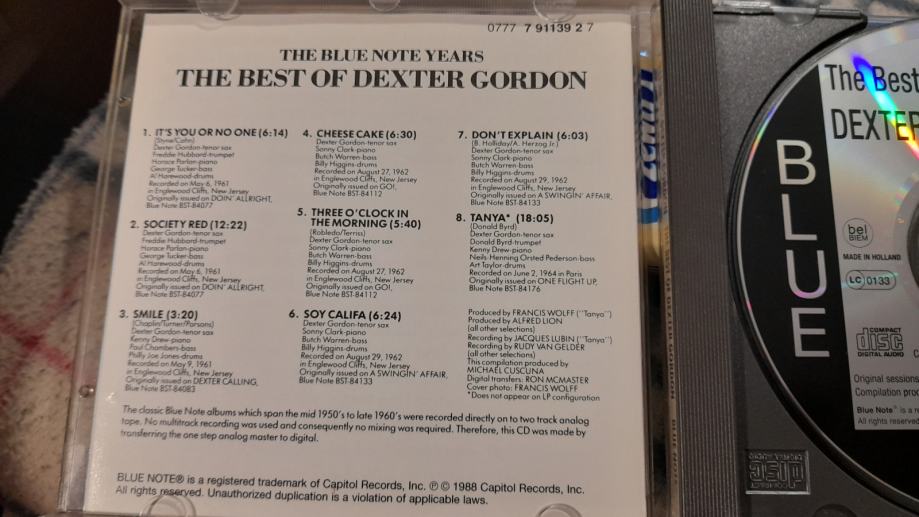 0777 7 91139 2 7
THE BLUE NOTE YEARS
THE BEST OF DEXTER GORDON
1. IT'S YOU OR NO ONE (6:14)
(Styne/Cahn)
Dexter Gordon-tenor sax
Freddie Hubbard-trumpet
Horace Parlan-piano
George Tucker-bass
Al Harewood-drums
Recorded on May 6, 1961
in Englewood Cliffs, New Jersey
Originally issued on DOIN' ALLRIGHT,
Blue Note BST-84077
2. SOCIETY RED (12:22)
Dexter Gordon-tenor sax
Freddie Hubbard-trumpet
Horace Parlan-piano
George Tucker-bass
Al Harewood-drums
Recorded on May 6, 1961
in Englewood Cliffs, New Jersey
Originally issued on DOIN' ALLRIGHT,
Blue Note BST-84077
3. SMILE (3:20)
(Chaplin/Turner/Parsons)
Dexter Gordon-tenor sax
Kenny Drew-piano
Paul Chambers-bass
Philly Joe Jones-drums
Recorded on May 9, 1961
in Englewood Cliffs, New Jersey
Originally issued on DEXTER CALLING,
Blue Note BST-84083
4. CHEESE CAKE (6:30)
Dexter Gordon-tenor sax
Sonny Clark-piano
Butch Warren-bass
Billy Higgins-drums
Recorded on August 27, 1962
in Englewood Cliffs, New Jersey
Originally issued on GO!,
Blue Note BST-84112
5. THREE O'CLOCK IN
THE MORNING (5:40)
(Robledo/Terriss)
Dexter Gordon-tenor sax
Sonny Clark-piano
Butch Warren-bass
Billy Higgins-drums
Recorded on August 27, 1962
in Englewood Cliffs, New Jersey
Originally issued on GO!,
Blue Note BST-84112
6. SOY CALIFA (6:24)
Dexter Gordon-tenor sax
Sonny Clark-piano
Butch Warren-bass
Billy Higgins-drums
Recorded on August 29, 1962
in Englewood Cliffs, New Jersey
Originally issued on A SWINGIN' AFFAIR,
Blue Note BST-84133
7. DON'T EXPLAIN (6:03)
(B. Holliday/A. Herzog Jr.)
Dexter Gordon-tenor sax
Sonny Clark-piano
Butch Warren-bass
Billy Higgins-drums
Recorded on August 29, 1962
in Englewood Cliffs, New Jersey
Originally issued on A SWINGIN' AFFAIR,
Blue Note BST-84133
8. TANYA* (18:05)
(Donald Byrd)
Dexter Gordon-tenor sax
Donald Byrd-trumpet
Kenny Drew-piano
Neils Henning Orsted Pederson-bass
Art Taylor-drums
Recorded on June 2, 1964 in Paris
Originally issued on ONE FLIGHT UP,
Blue Note BST-84176
Produced by FRANCIS WOLFF ("Tanya")
Produced by ALFRED LION
(all other selections)
Recording by JACQUES LUBIN ("Tanya")
Recording by RUDY VAN GELDER
(all other selections)
This compilation produced by
MICHAEL CUSCUNA
Digital transfers: RON MCMASTER
Cover photo: FRANCIS WOLFF
*Does not appear on LP configuration
The classic Blue Note albums which span the mid 1950's to late 1960's were recorded directly on to two track analog
tape. No multitrack recording was used and consequently no mixing was required. Therefore, this CD was made by
transferring the one step analog master to digital.
BLUE NOTE® is a registered trademark of Capitol Records, Inc. ℗ © 1988 Capitol Records, Inc.
All rights reserved. Unauthorized duplication is a violation of applicable laws.
The Best
DEXTER
BLUE
bel
BIEM
MADE IN HOLLAND
LC 0133
COMPACT
disc
DIGITAL AUDIO
Original sessions
Compilation
Blue Note® is a
All rights reserved